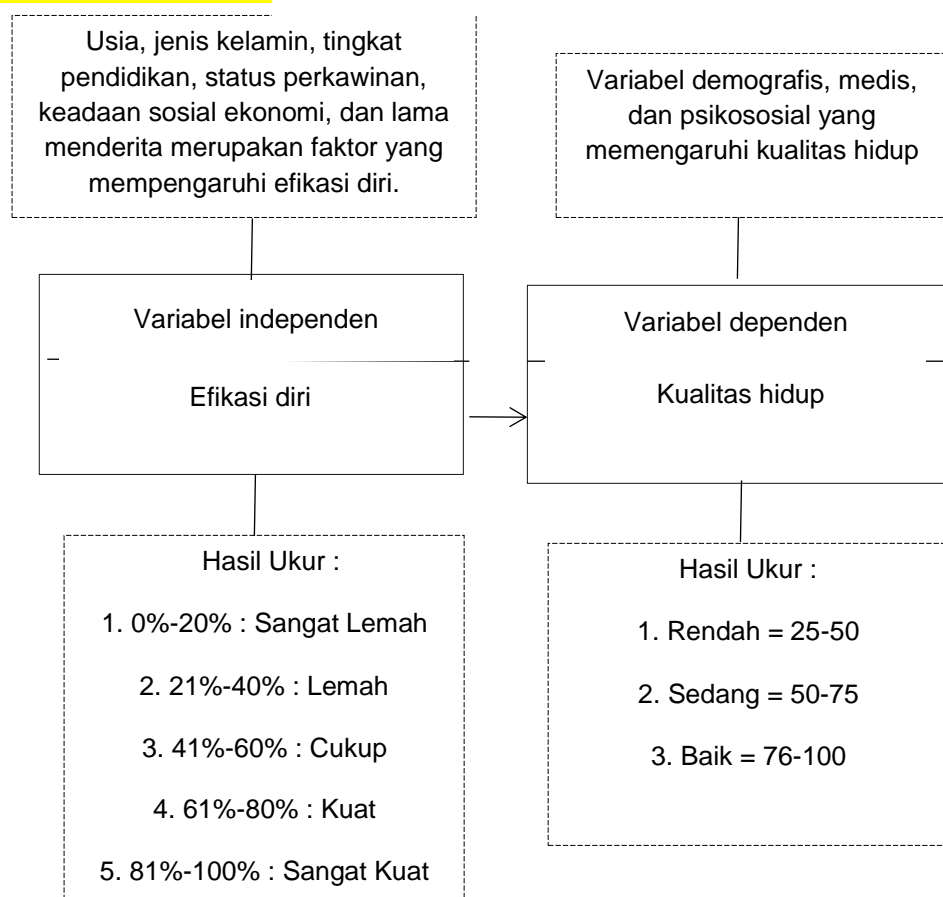 Usia, jenis kelamin, tingkat
pendidikan, status perkawinan,
keadaan sosial ekonomi, dan lama
menderita merupakan faktor yang
mempengaruhi efikasi diri.
Variabel demografis, medis,
dan psikososial yang
memengaruhi kualitas hidup
Variabel independen
Efikasi diri
Variabel dependen
Kualitas hidup
Hasil Ukur :
1. 0%-20% : Sangat Lemah
2. 21%-40% : Lemah
3. 41%-60% : Cukup
4. 61%-80% : Kuat
5. 81%-100% : Sangat Kuat
Hasil Ukur :
1. Rendah = 25-50
2. Sedang = 50-75
3. Baik = 76-100